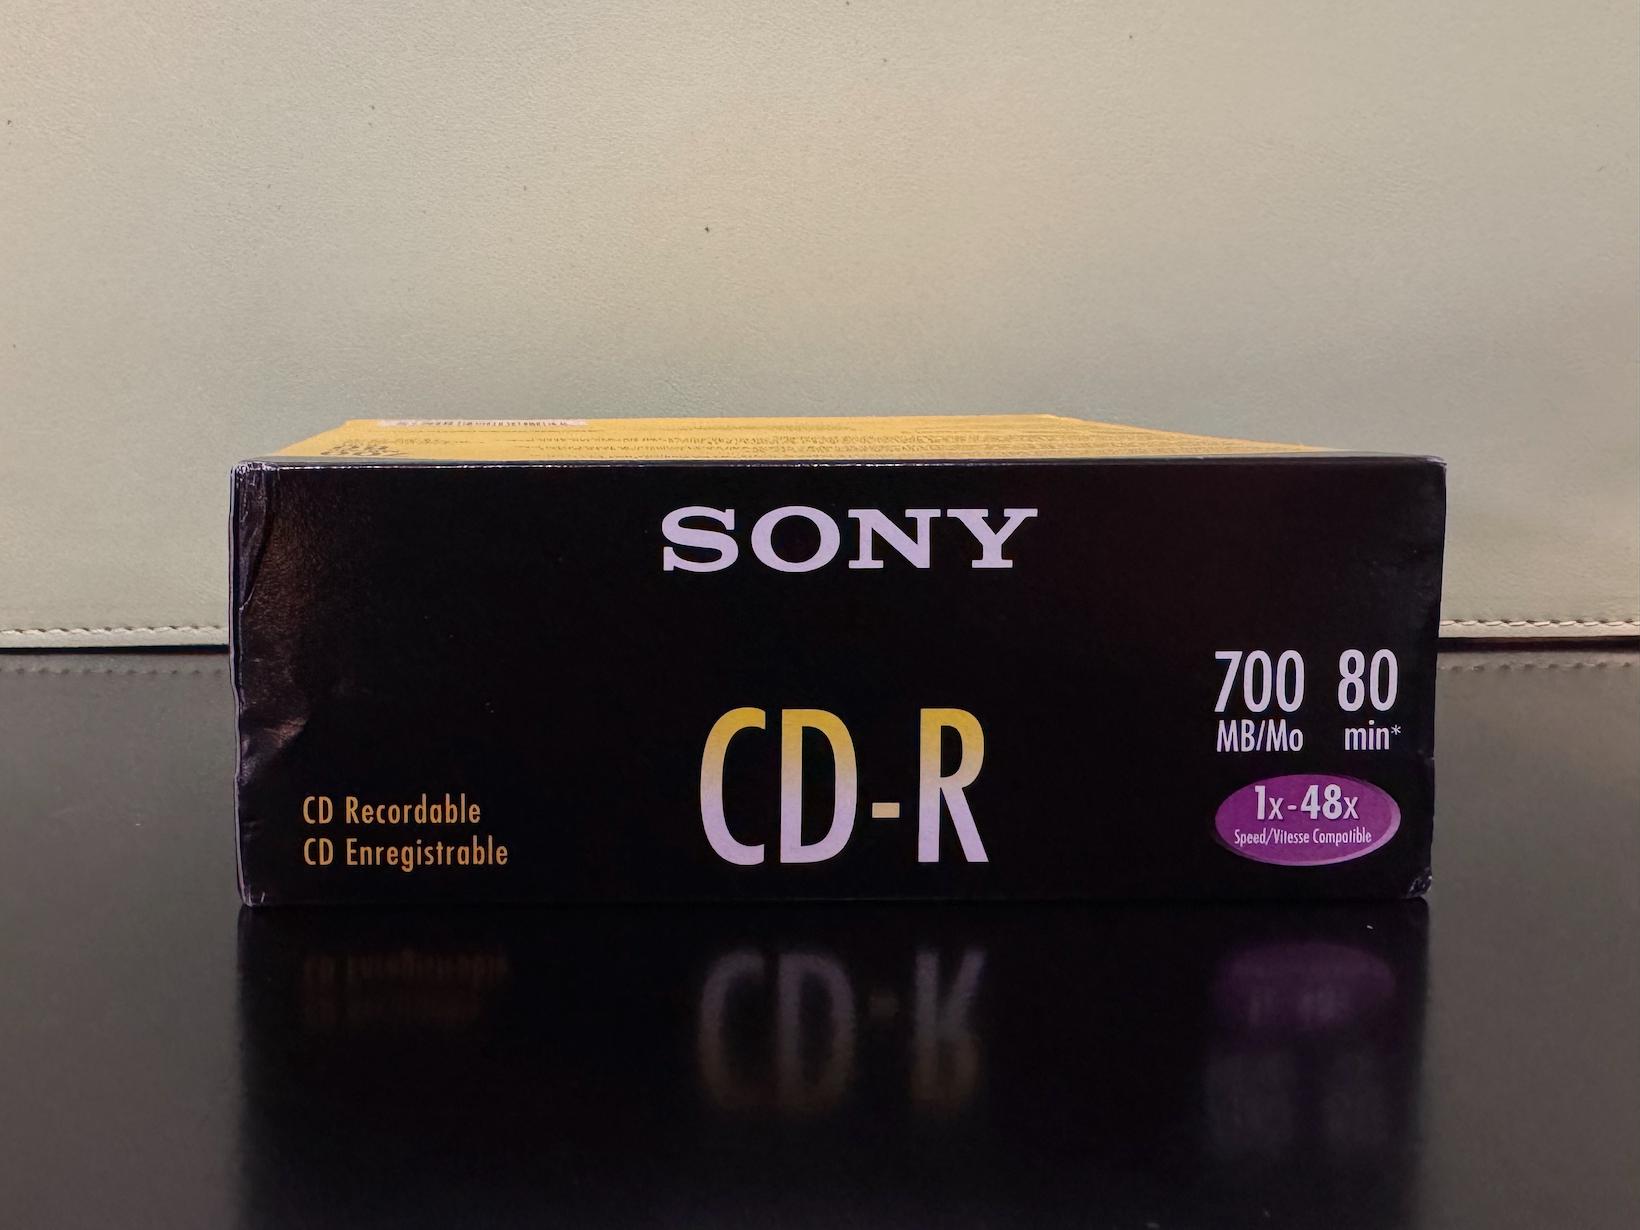 SONY
700 80
MB/Mo min*
CD-R
1x-48x
Speed/Vitesse Compatible
CD Recordable
CD Enregistrable